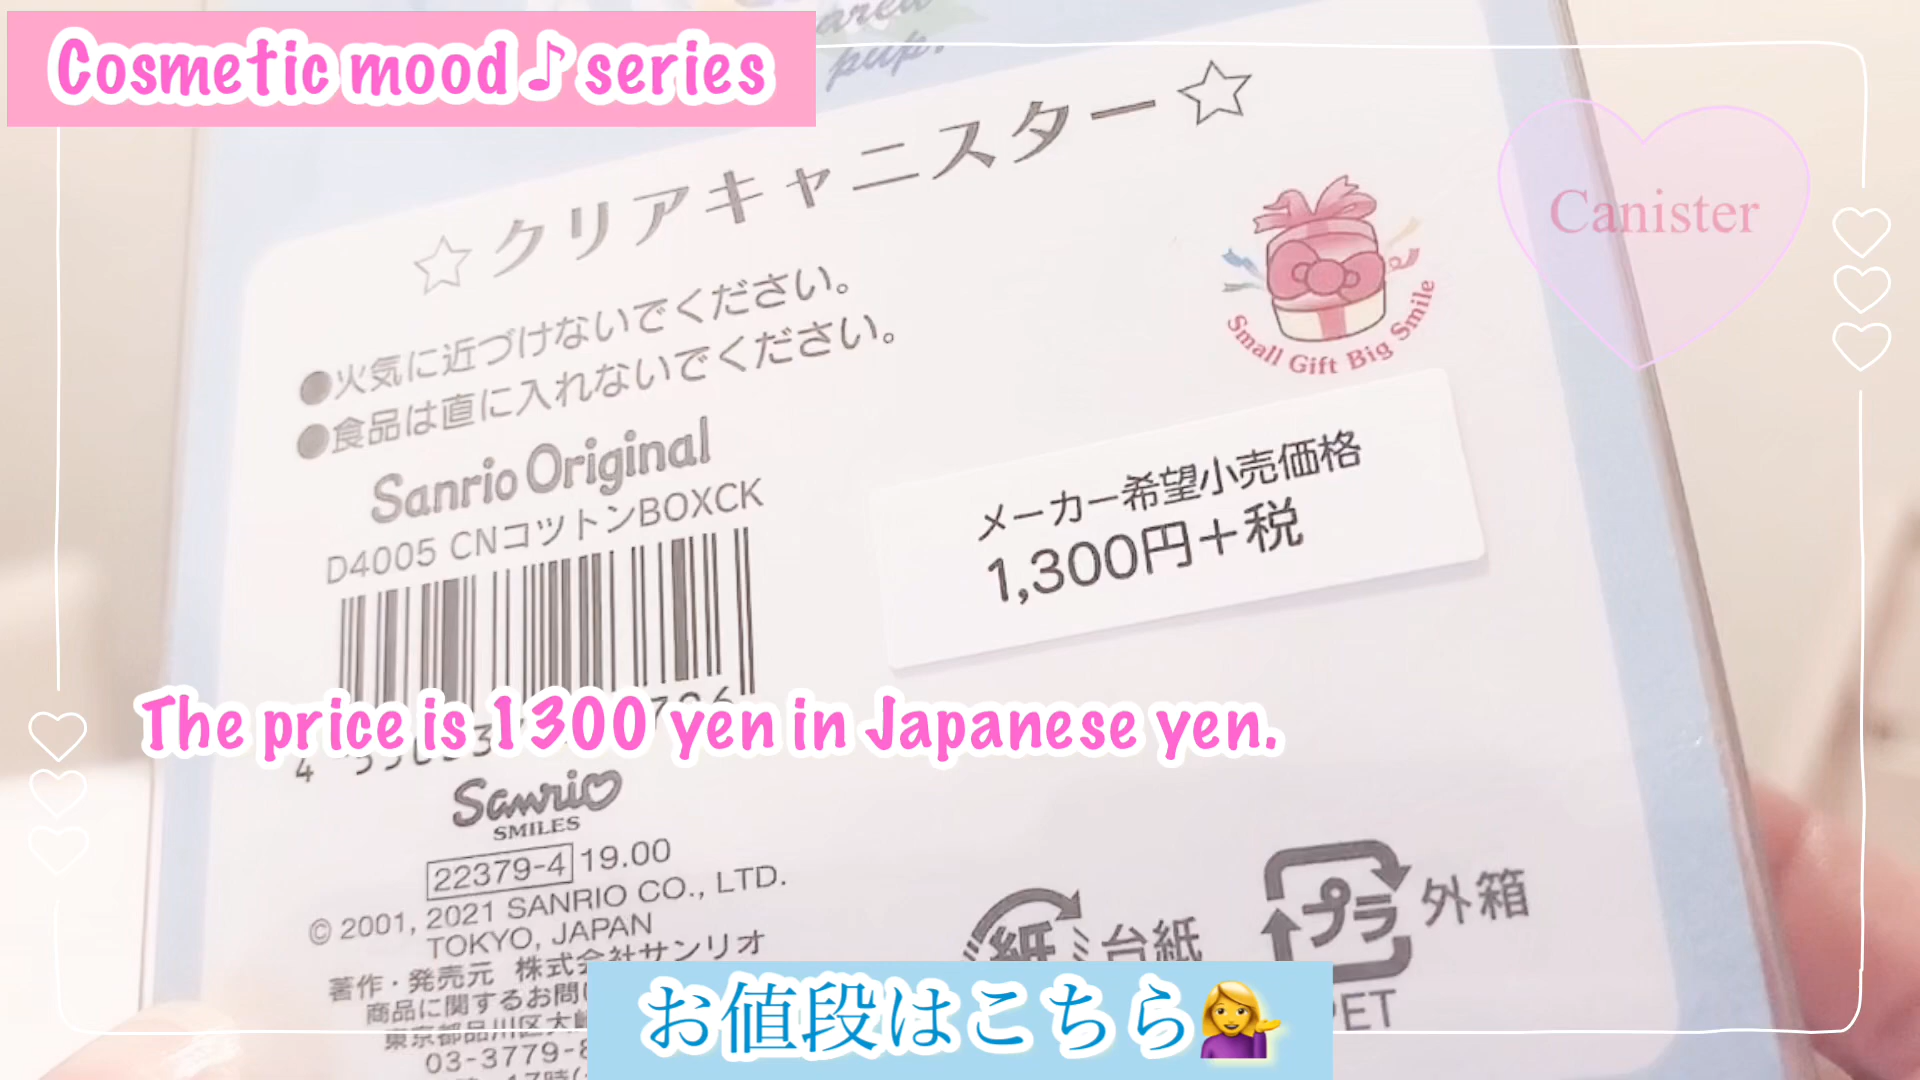 Cosmetic mood♪series
pup.
☆クリアキャニスター☆
Canister
●火気に近づけないでください。
●食品は直に入れないでください。
Small Gift Big Smile
Sanrio Original
D4005 CNコットンBOXCK
メーカー希望小売価格
1,300円+税
The price is 1300 yen in Japanese yen.
Sanrio
SMILES
22379-4 19.00
© 2001, 2021 SANRIO CO., LTD.
TOKYO, JAPAN
著作・発売元 株式会社サンリオ
商品に関するお問
東京都品川区大崎
03-3779-8
紙 台紙
プラ 外箱
PET
お値段はこちら💁‍♀️